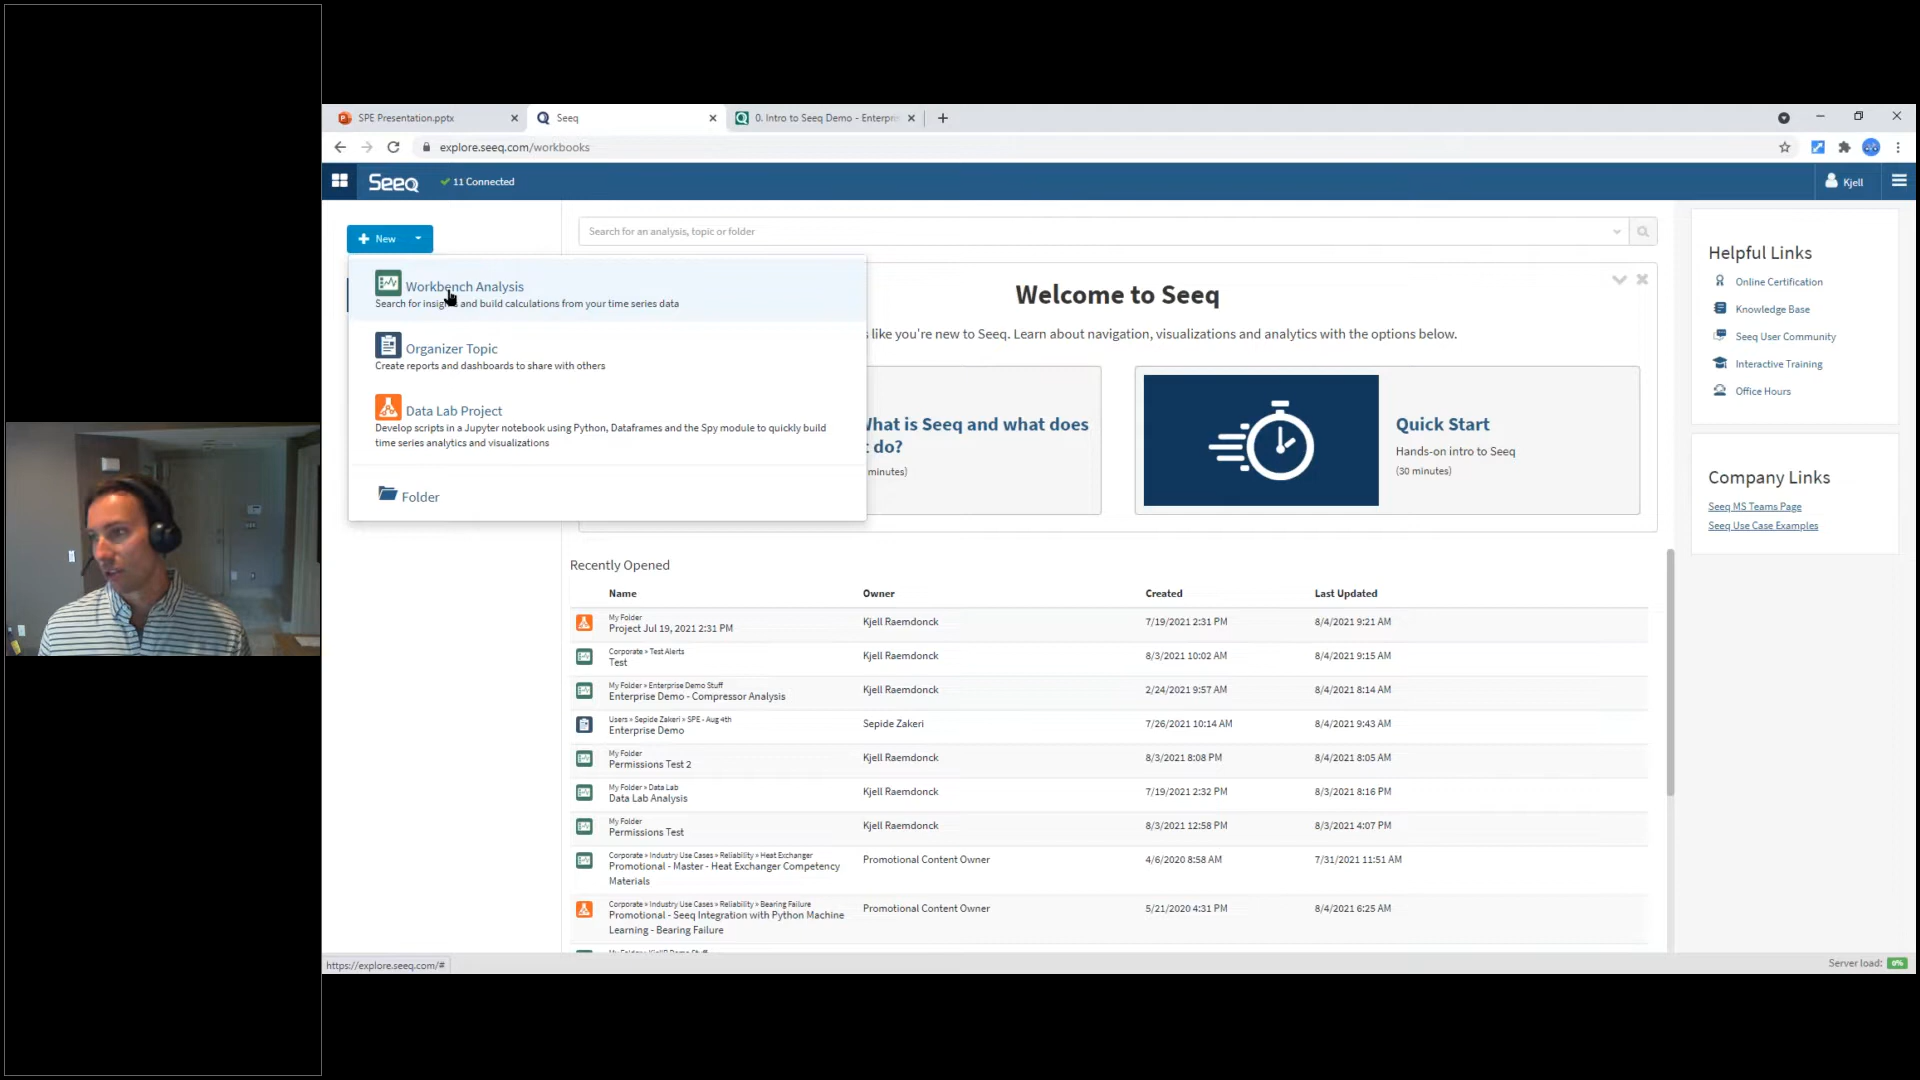 SPE Presentation.pptx
Seeq
0. Intro to Seeq Demo - Enterpri
explore.seeq.com/workbooks
Seeq
11 Connected
Kjell
New
Search for an analysis, topic or folder
Workbench Analysis
Search for insights and build calculations from your time series data
Organizer Topic
Create reports and dashboards to share with others
Data Lab Project
Develop scripts in a Jupyter notebook using Python, Dataframes and the Spy module to quickly build
time series analytics and visualizations
Folder
Welcome to Seeq
like you're new to Seeq. Learn about navigation, visualizations and analytics with the options below.
What is Seeq and what does
do?
minutes)
Quick Start
Hands-on intro to Seeq
(30 minutes)
Helpful Links
Online Certification
Knowledge Base
Seeq User Community
Interactive Training
Office Hours
Company Links
Seeq MS Teams Page
Seeq Use Case Examples
Recently Opened
Name Owner Created Last Updated
My Folder
Project Jul 19, 2021 2:31 PM Kjell Raemdonck 7/19/2021 2:31 PM 8/4/2021 9:21 AM
Corporate » Test Alerts
Test Kjell Raemdonck 8/3/2021 10:02 AM 8/4/2021 9:15 AM
My Folder » Enterprise Demo Stuff
Enterprise Demo - Compressor Analysis Kjell Raemdonck 2/24/2021 9:57 AM 8/4/2021 8:14 AM
Users » Sepide Zakeri » SPE - Aug 4th
Enterprise Demo Sepide Zakeri 7/26/2021 10:14 AM 8/4/2021 9:43 AM
My Folder
Permissions Test 2 Kjell Raemdonck 8/3/2021 8:08 PM 8/4/2021 8:05 AM
My Folder » Data Lab
Data Lab Analysis Kjell Raemdonck 7/19/2021 2:32 PM 8/3/2021 8:16 PM
My Folder
Permissions Test Kjell Raemdonck 8/3/2021 12:58 PM 8/3/2021 4:07 PM
Corporate » Industry Use Cases » Reliability » Heat Exchanger
Promotional - Master - Heat Exchanger Competency Promotional Content Owner 4/6/2020 8:58 AM 7/31/2021 11:51 AM
Materials
Corporate » Industry Use Cases » Reliability » Bearing Failure
Promotional - Seeq Integration with Python Machine Promotional Content Owner 5/21/2020 4:31 PM 8/4/2021 6:25 AM
Learning - Bearing Failure
https://explore.seeq.com/#
Server load: 0%